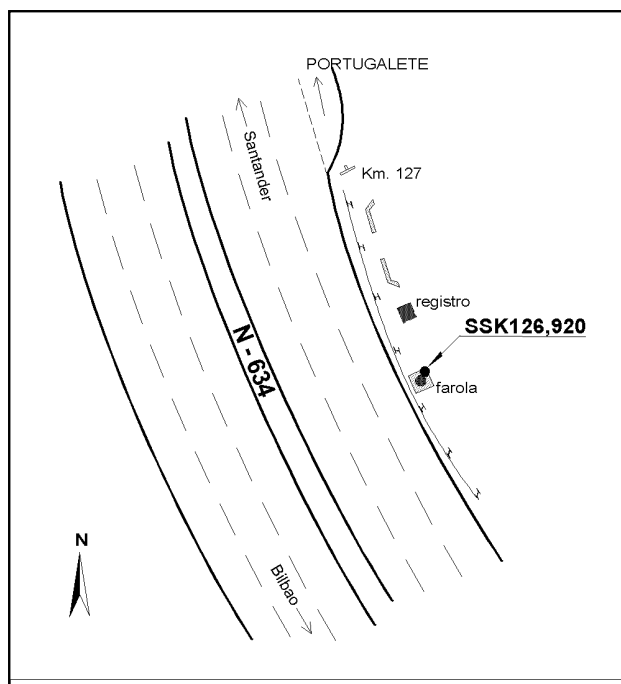 PORTUGALETE
Santander
Km. 127
registro
SSK126,920
N - 634
farola
N
Bilbao